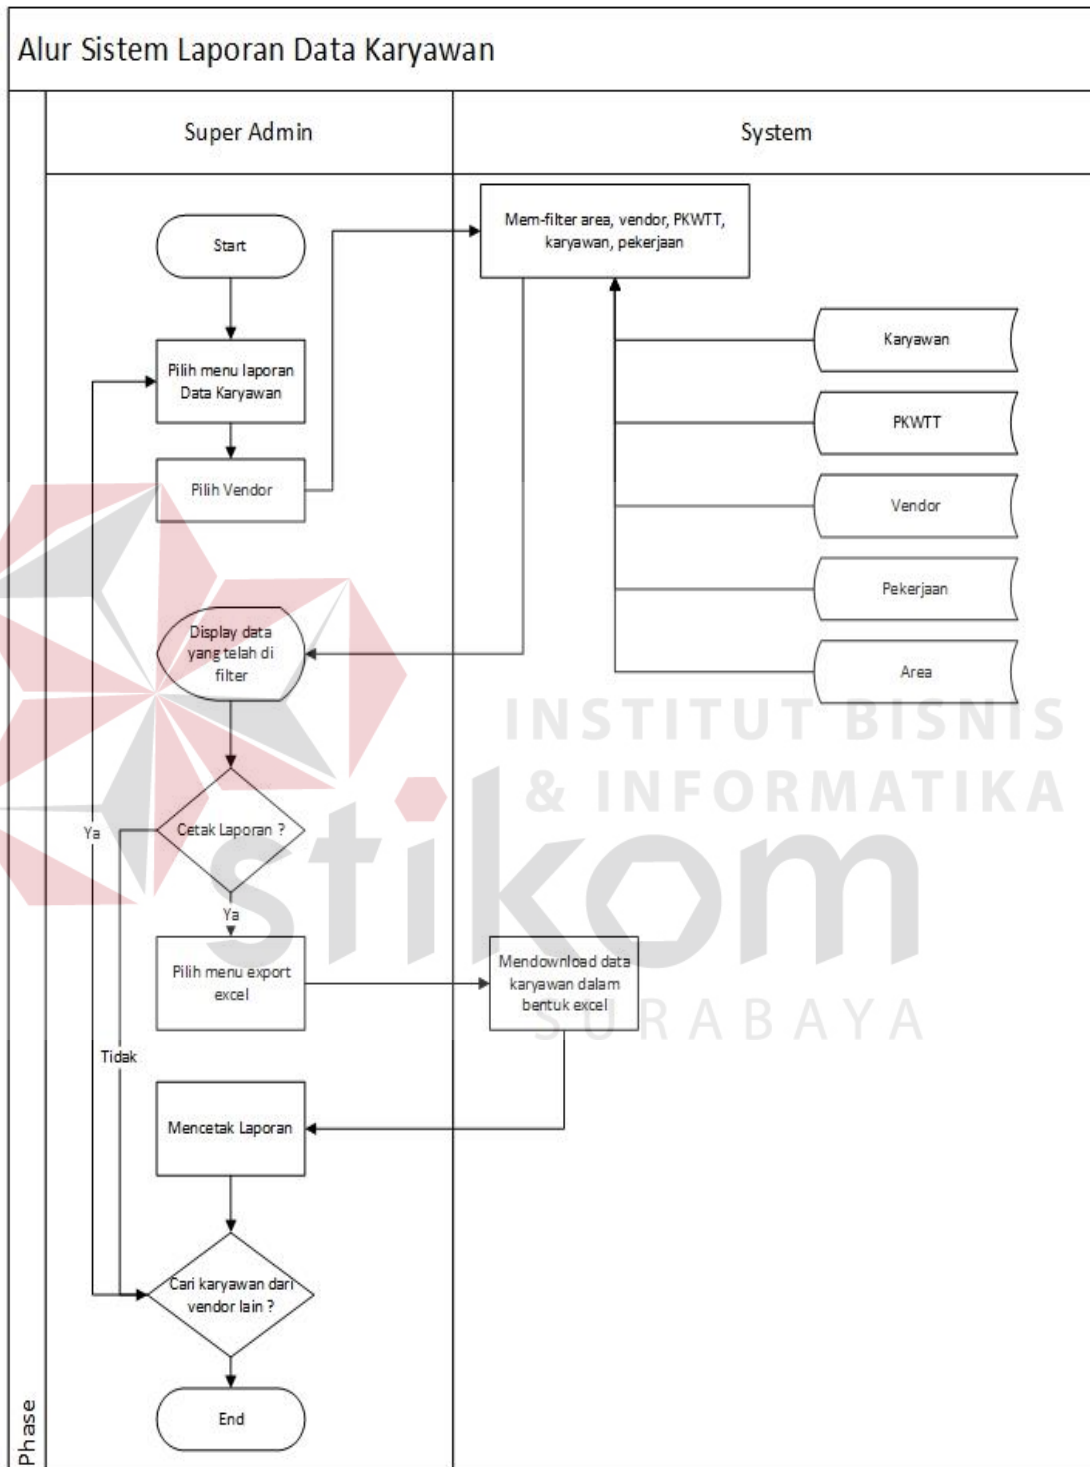 Alur Sistem Laporan Data Karyawan
Super Admin
System
Start
Mem-filter area, vendor, PKWTT,
karyawan, pekerjaan
Pilih menu laporan
Data Karyawan
Pilih Vendor
Karyawan
PKWTT
Vendor
Pekerjaan
Area
Display data
yang telah di
filter
INSTITUT BISNIS
& INFORMATIKA
stikom
SURABAYA
Cetak Laporan ?
Ya
Ya
Pilih menu export
excel
Mendownload data
karyawan dalam
bentuk excel
Tidak
Mencetak Laporan
Cari karyawan dari
vendor lain ?
End
Phase